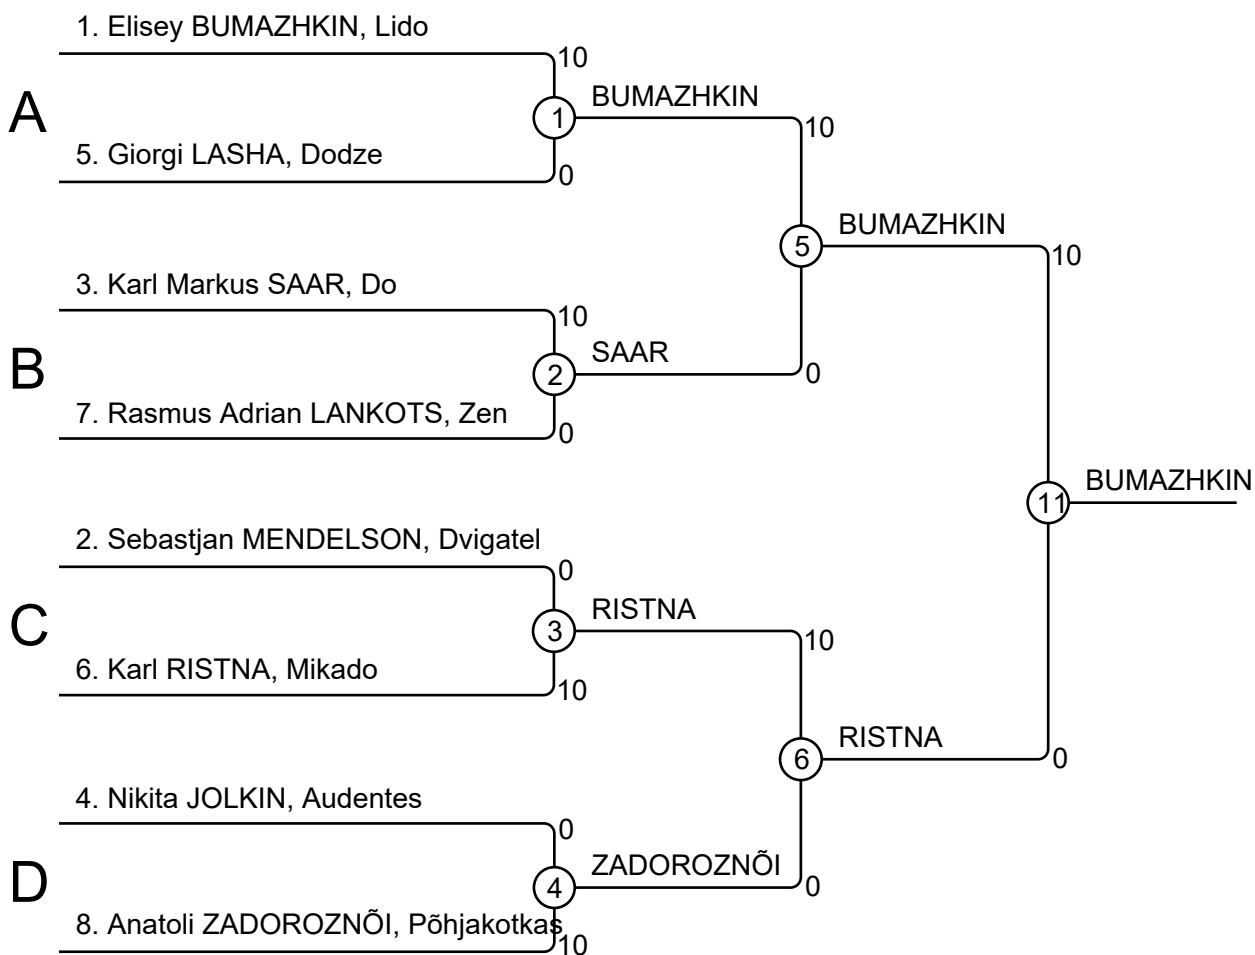 1. Elisey BUMAZHKIN, Lido
10
A
1
BUMAZHKIN
5. Giorgi LASHA, Dodze
0
10
5
BUMAZHKIN
3. Karl Markus SAAR, Do
10
B
2
SAAR
0
7. Rasmus Adrian LANKOTS, Zen
0
10
11
BUMAZHKIN
2. Sebastjan MENDELSON, Dvigatel
0
C
3
RISTNA
6. Karl RISTNA, Mikado
10
10
6
RISTNA
0
4. Nikita JOLKIN, Audentes
0
D
4
ZADOROZNÕI
0
8. Anatoli ZADOROZNÕI, Põhjakotkas
10